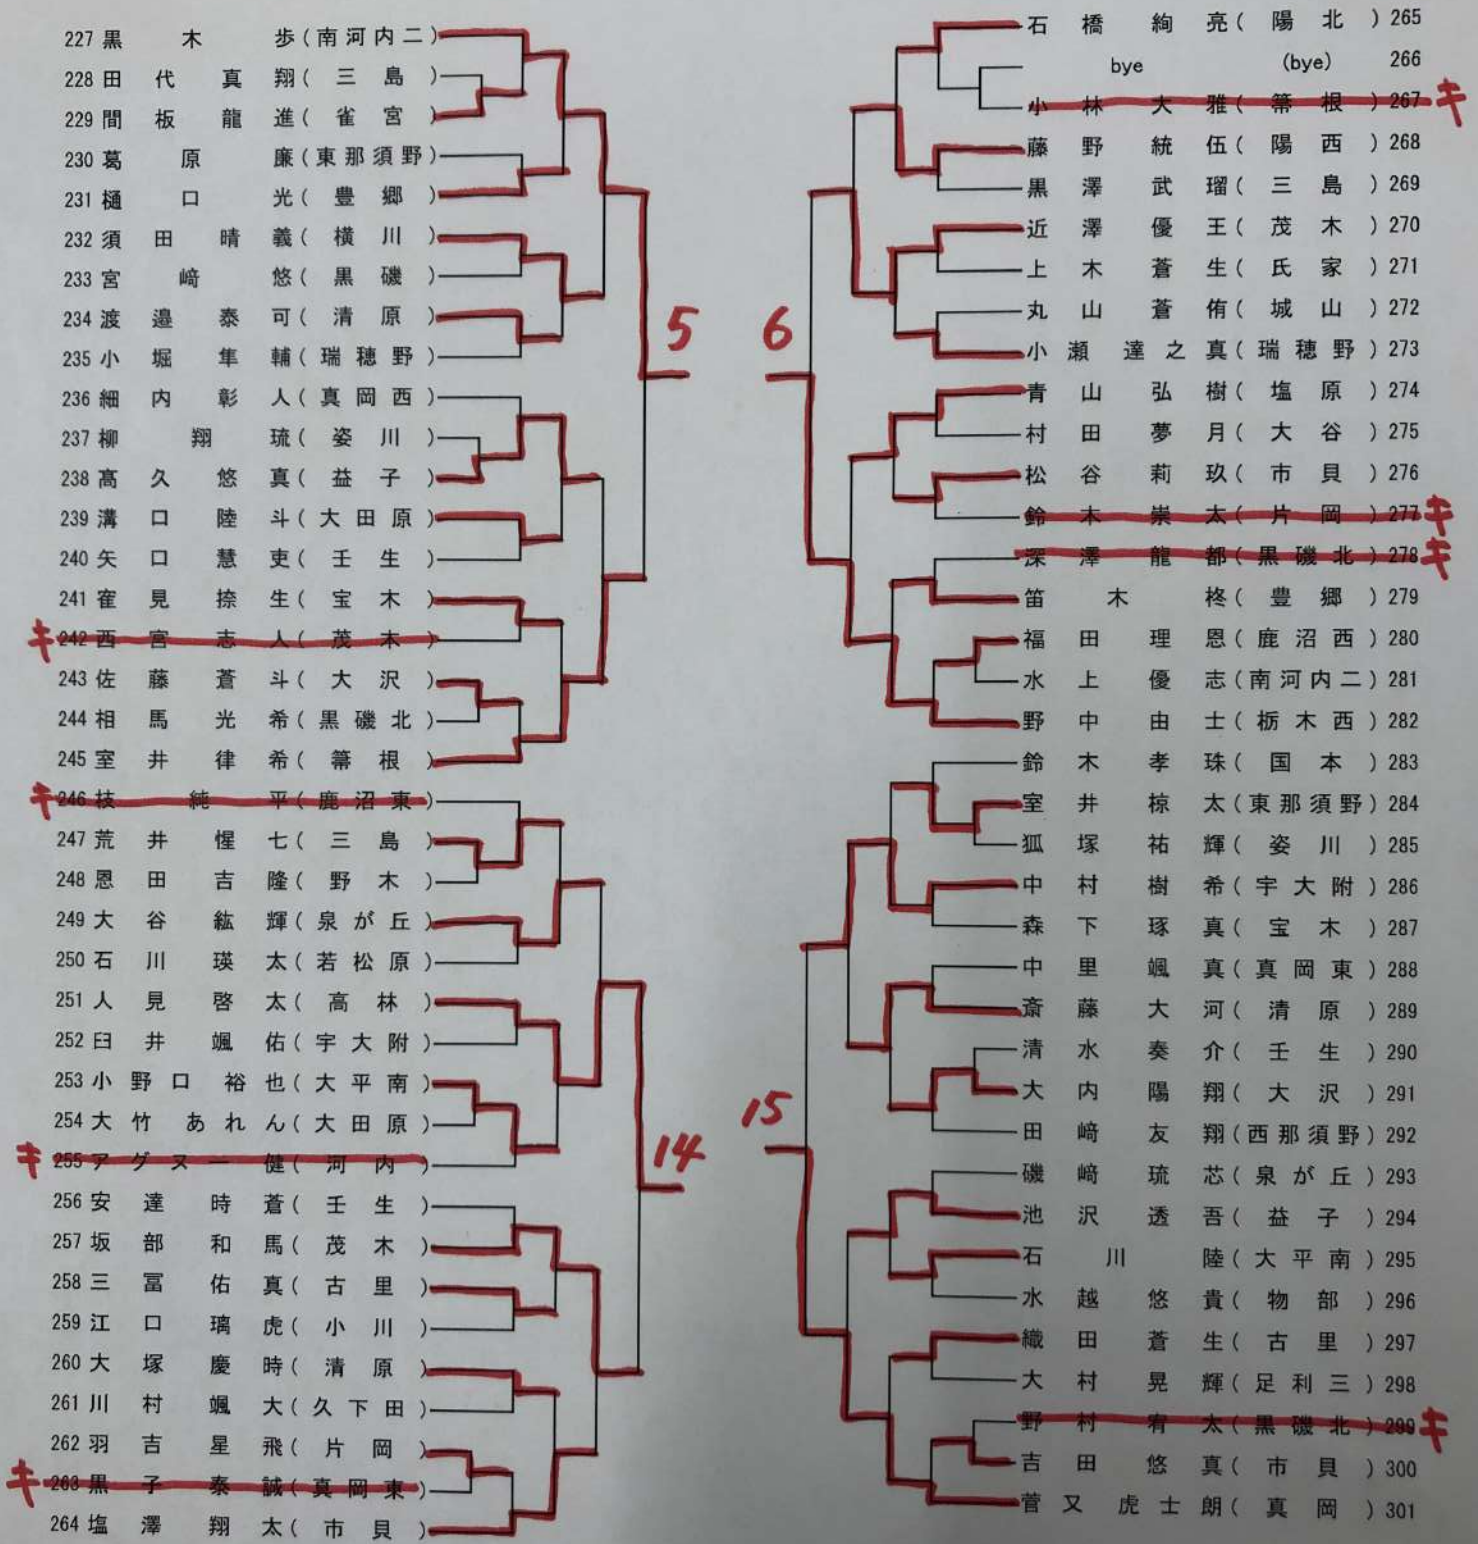 227 黒木歩(南河内二)
228 田代真翔(三島)
229 間板龍進(雀宮)
230 葛原廉(東那須野)
231 樋口光(豊郷)
232 須田晴義(横川)
233 宮﨑悠(黒磯)
234 渡邉泰可(清原)
235 小堀隼輔(瑞穂野)
5
236 細内彰人(真岡西)
237 柳翔琉(姿川)
238 髙久悠真(益子)
239 溝口陸斗(大田原)
240 矢口慧吏(壬生)
241 窪見捺生(宝木)
キ 242 西宮志人(茂木)
243 佐藤蒼斗(大沢)
244 相馬光希(黒磯北)
245 室井律希(箒根)
キ 246 枝純平(鹿沼東)
247 荒井惺七(三島)
248 恩田吉隆(野木)
249 大谷紘輝(泉が丘)
250 石川瑛太(若松原)
251 人見啓太(高林)
252 臼井颯佑(宇大附)
253 小野口裕也(大平南)
254 大竹あれん(大田原)
キ 255 アグヌー健(河内)
14
256 安達時蒼(壬生)
257 坂部和馬(茂木)
258 三冨佑真(古里)
259 江口璃虎(小川)
260 大塚慶時(清原)
261 川村颯大(久下田)
262 羽吉星飛(片岡)
キ 263 黒子泰誠(真岡東)
264 塩澤翔太(市貝)
石橋絢亮(陽北) 265
bye (bye) 266
小林大雅(箒根) 267 キ
藤野統伍(陽西) 268
黒澤武瑠(三島) 269
近澤優王(茂木) 270
上木蒼生(氏家) 271
丸山蒼侑(城山) 272
6
小瀬達之真(瑞穂野) 273
青山弘樹(塩原) 274
村田夢月(大谷) 275
松谷莉玖(市貝) 276
鈴木崇太(片岡) 277 キ
深澤龍都(黒磯北) 278 キ
笛木柊(豊郷) 279
福田理恩(鹿沼西) 280
水上優志(南河内二) 281
野中由士(栃木西) 282
鈴木孝珠(国本) 283
室井椋太(東那須野) 284
狐塚祐輝(姿川) 285
中村樹希(宇大附) 286
森下琢真(宝木) 287
中里颯真(真岡東) 288
斎藤大河(清原) 289
清水奏介(壬生) 290
大内陽翔(大沢) 291
15
田﨑友翔(西那須野) 292
磯﨑琉芯(泉が丘) 293
池沢透吾(益子) 294
石川陸(大平南) 295
水越悠貴(物部) 296
織田蒼生(古里) 297
大村晃輝(足利三) 298
野村宥太(黒磯北) 299 キ
吉田悠真(市貝) 300
菅又虎士朗(真岡) 301